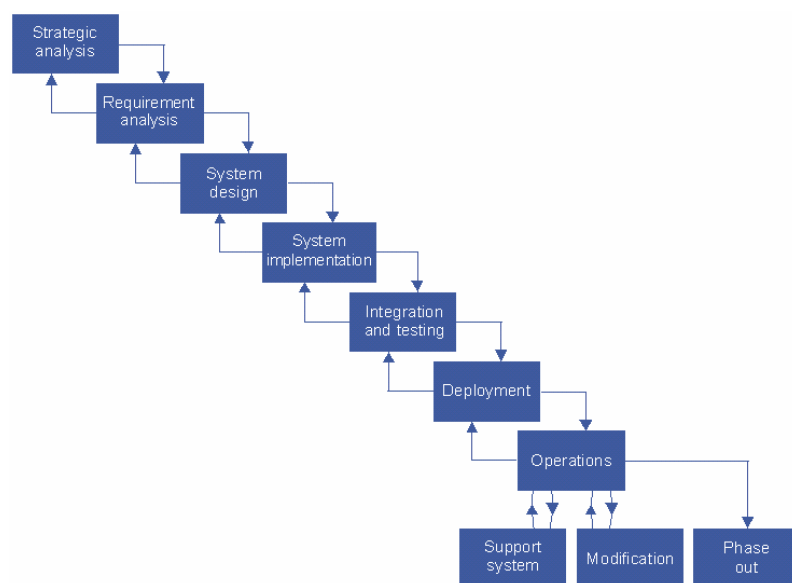 Strategic
analysis
Requirement
analysis
System
design
System
implementation
Integration
and testing
Deployment
Operations
Support
system
Modification
Phase
out